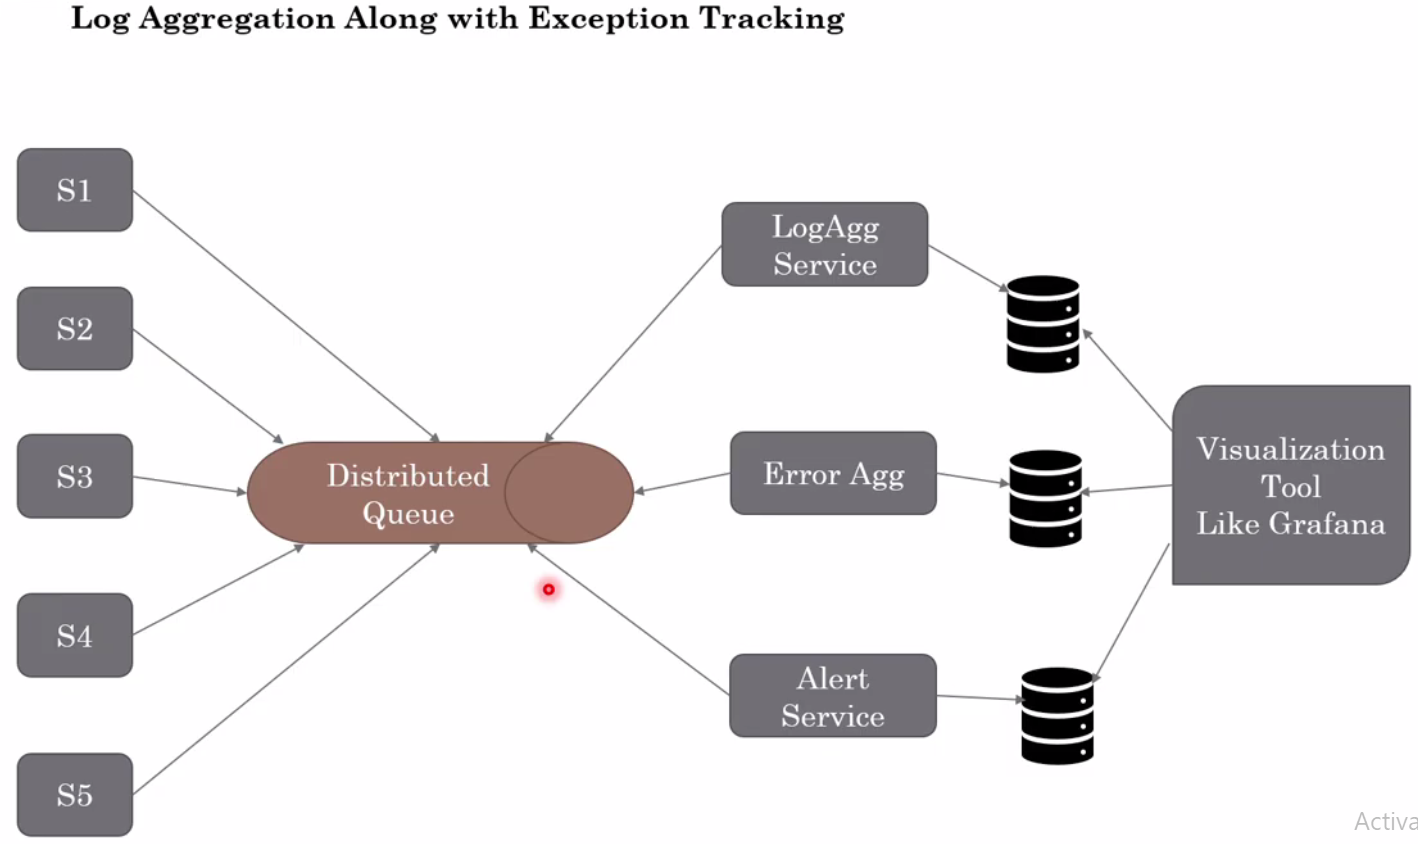 Log Aggregation Along with Exception Tracking
S1
S2
S3
S4
S5
Distributed
Queue
LogAgg
Service
Error Agg
Alert
Service
Visualization
Tool
Like Grafana
Activa